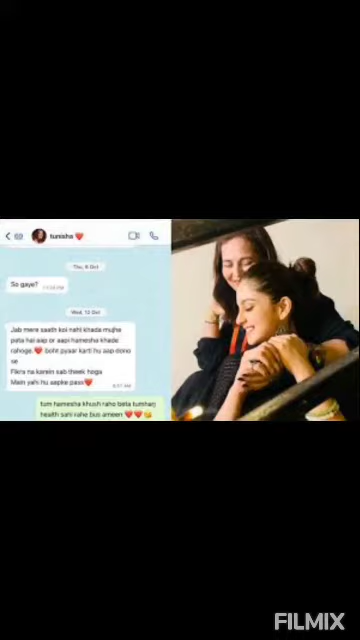 69
tunisha ❤️
Thu, 6 Oct
So gaye?
Wed, 12 Oct
Jab mere saath koi nahi khada mujhe
pata hai aap or aapi hamesha khade
rahoge. ❤️ boht pyaar karti hu aap dono
se
Fikra na karein sab theek hoga
Main yahi hu aapke pass❤️
tum hamesha khush raho beta tumharj
health sahi rahe bus ameen ❤️❤️😘
FILMIX